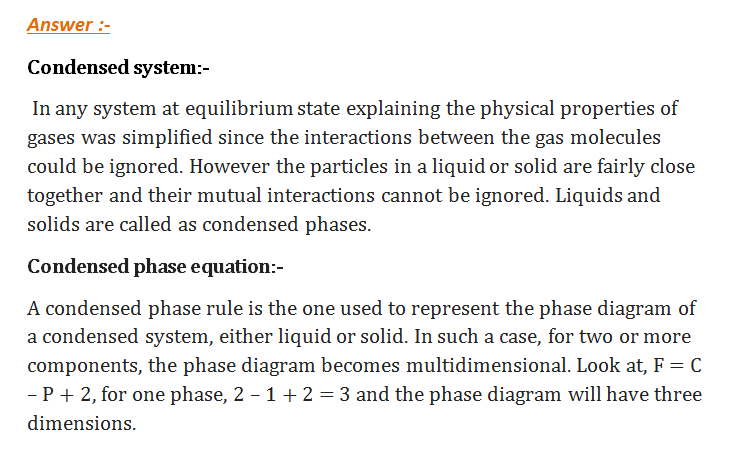 Answer :-
Condensed system:-
In any system at equilibrium state explaining the physical properties of
gases was simplified since the interactions between the gas molecules
could be ignored. However the particles in a liquid or solid are fairly close
together and their mutual interactions cannot be ignored. Liquids and
solids are called as condensed phases.
Condensed phase equation:-
A condensed phase rule is the one used to represent the phase diagram of
a condensed system, either liquid or solid. In such a case, for two or more
components, the phase diagram becomes multidimensional. Look at, F = C
– P + 2, for one phase, 2 – 1 + 2 = 3 and the phase diagram will have three
dimensions.